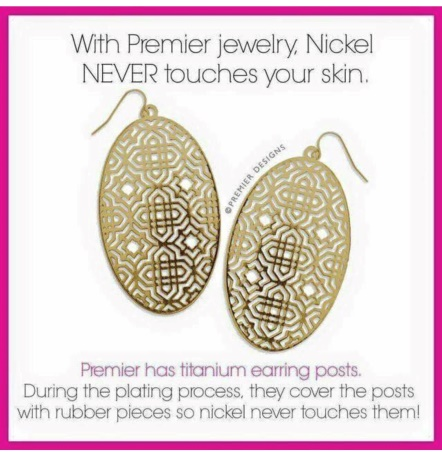 With Premier jewelry, Nickel
NEVER touches your skin.
©PREMIER DESIGNS
Premier has titanium earring posts.
During the plating process, they cover the posts
with rubber pieces so nickel never touches them!